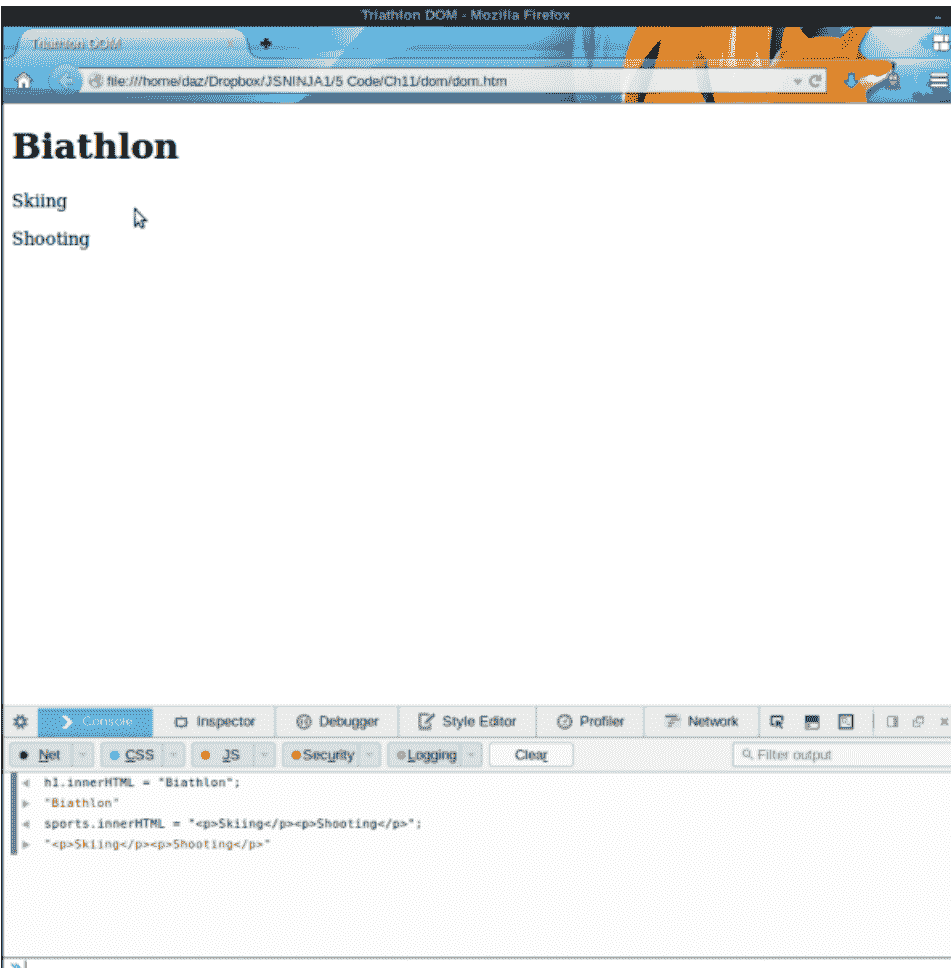 Triathlon DOM - Mozilla Firefox
Triathlon DOM
file:///home/daz/Dropbox/JSNINJA1/5 Code/Ch11/dom/dom.htm
Biathlon
Skiing
Shooting
Console Inspector Debugger Style Editor Profiler Network
Net CSS JS Security Logging Clear Filter output
h1.innerHTML = "Biathlon";
"Biathlon"
sports.innerHTML = "<p>Skiing</p><p>Shooting</p>";
"<p>Skiing</p><p>Shooting</p>"